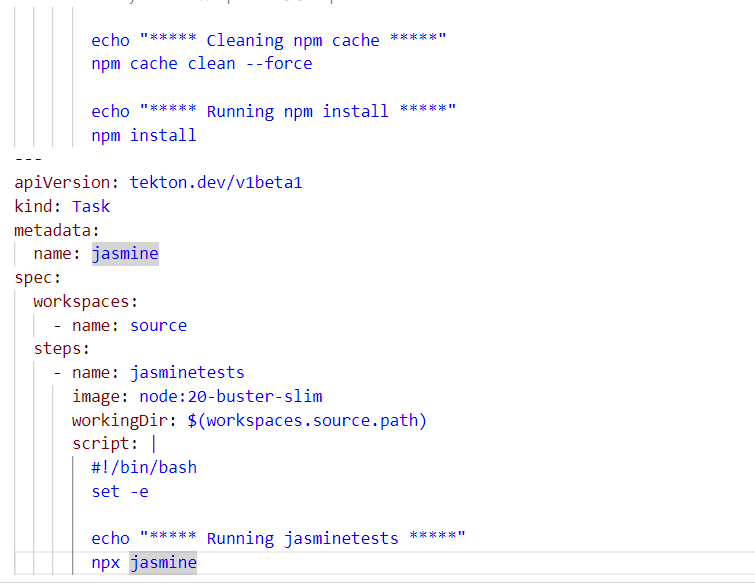 echo "***** Cleaning npm cache *****"
npm cache clean --force
echo "***** Running npm install *****"
npm install
---
apiVersion: tekton.dev/v1beta1
kind: Task
metadata:
  name: jasmine
spec:
  workspaces:
    - name: source
  steps:
    - name: jasminetests
      image: node:20-buster-slim
      workingDir: $(workspaces.source.path)
      script: |
        #!/bin/bash
        set -e
        echo "***** Running jasminetests *****"
        npx jasmine